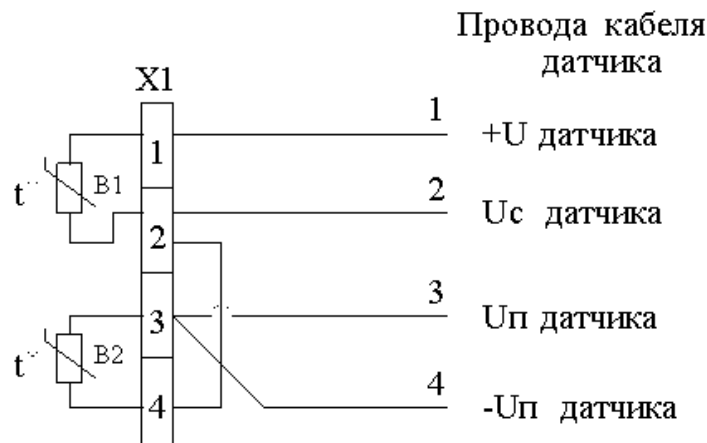 Провода кабеля
датчика
X1
1
+U датчика
1
B1
t°
2
Uс датчика
2
3
Uп датчика
3
B2
t°
4
-Uп датчика
4